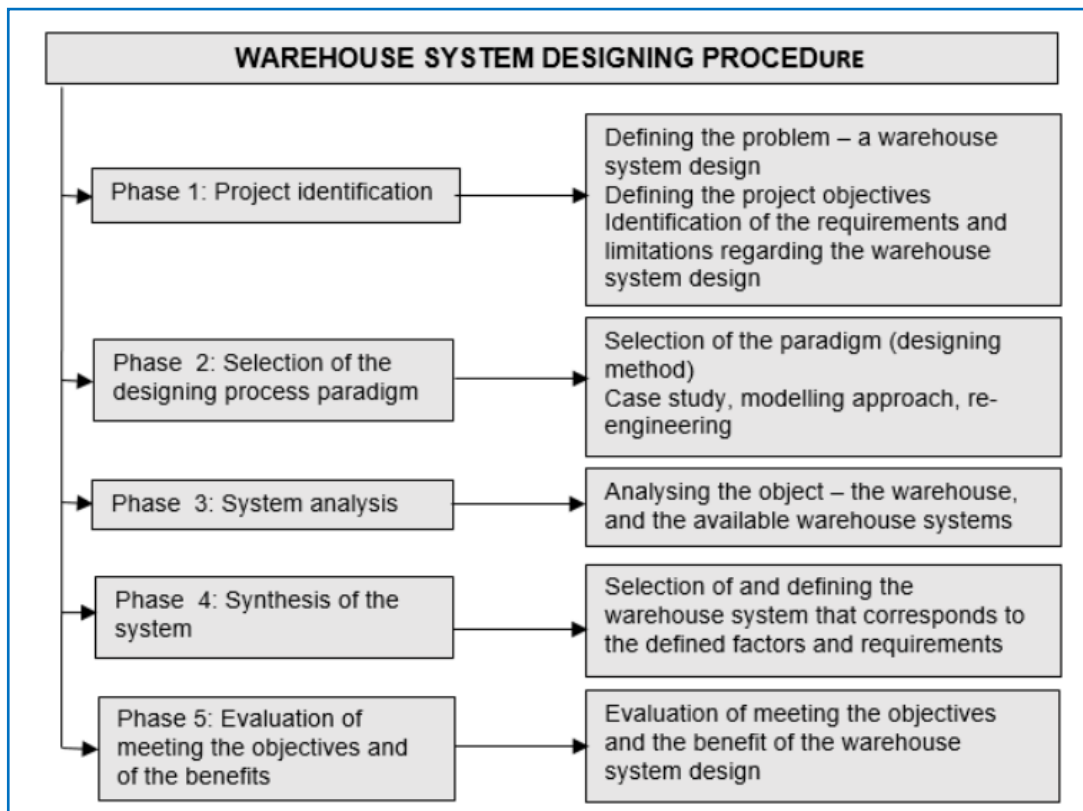 WAREHOUSE SYSTEM DESIGNING PROCEDURE
Phase 1: Project identification
Defining the problem – a warehouse
system design
Defining the project objectives
Identification of the requirements and
limitations regarding the warehouse
system design
Phase 2: Selection of the
designing process paradigm
Selection of the paradigm (designing
method)
Case study, modelling approach, re-
engineering
Phase 3: System analysis
Analysing the object – the warehouse,
and the available warehouse systems
Phase 4: Synthesis of the
system
Selection of and defining the
warehouse system that corresponds to
the defined factors and requirements
Phase 5: Evaluation of
meeting the objectives and
of the benefits
Evaluation of meeting the objectives
and the benefit of the warehouse
system design